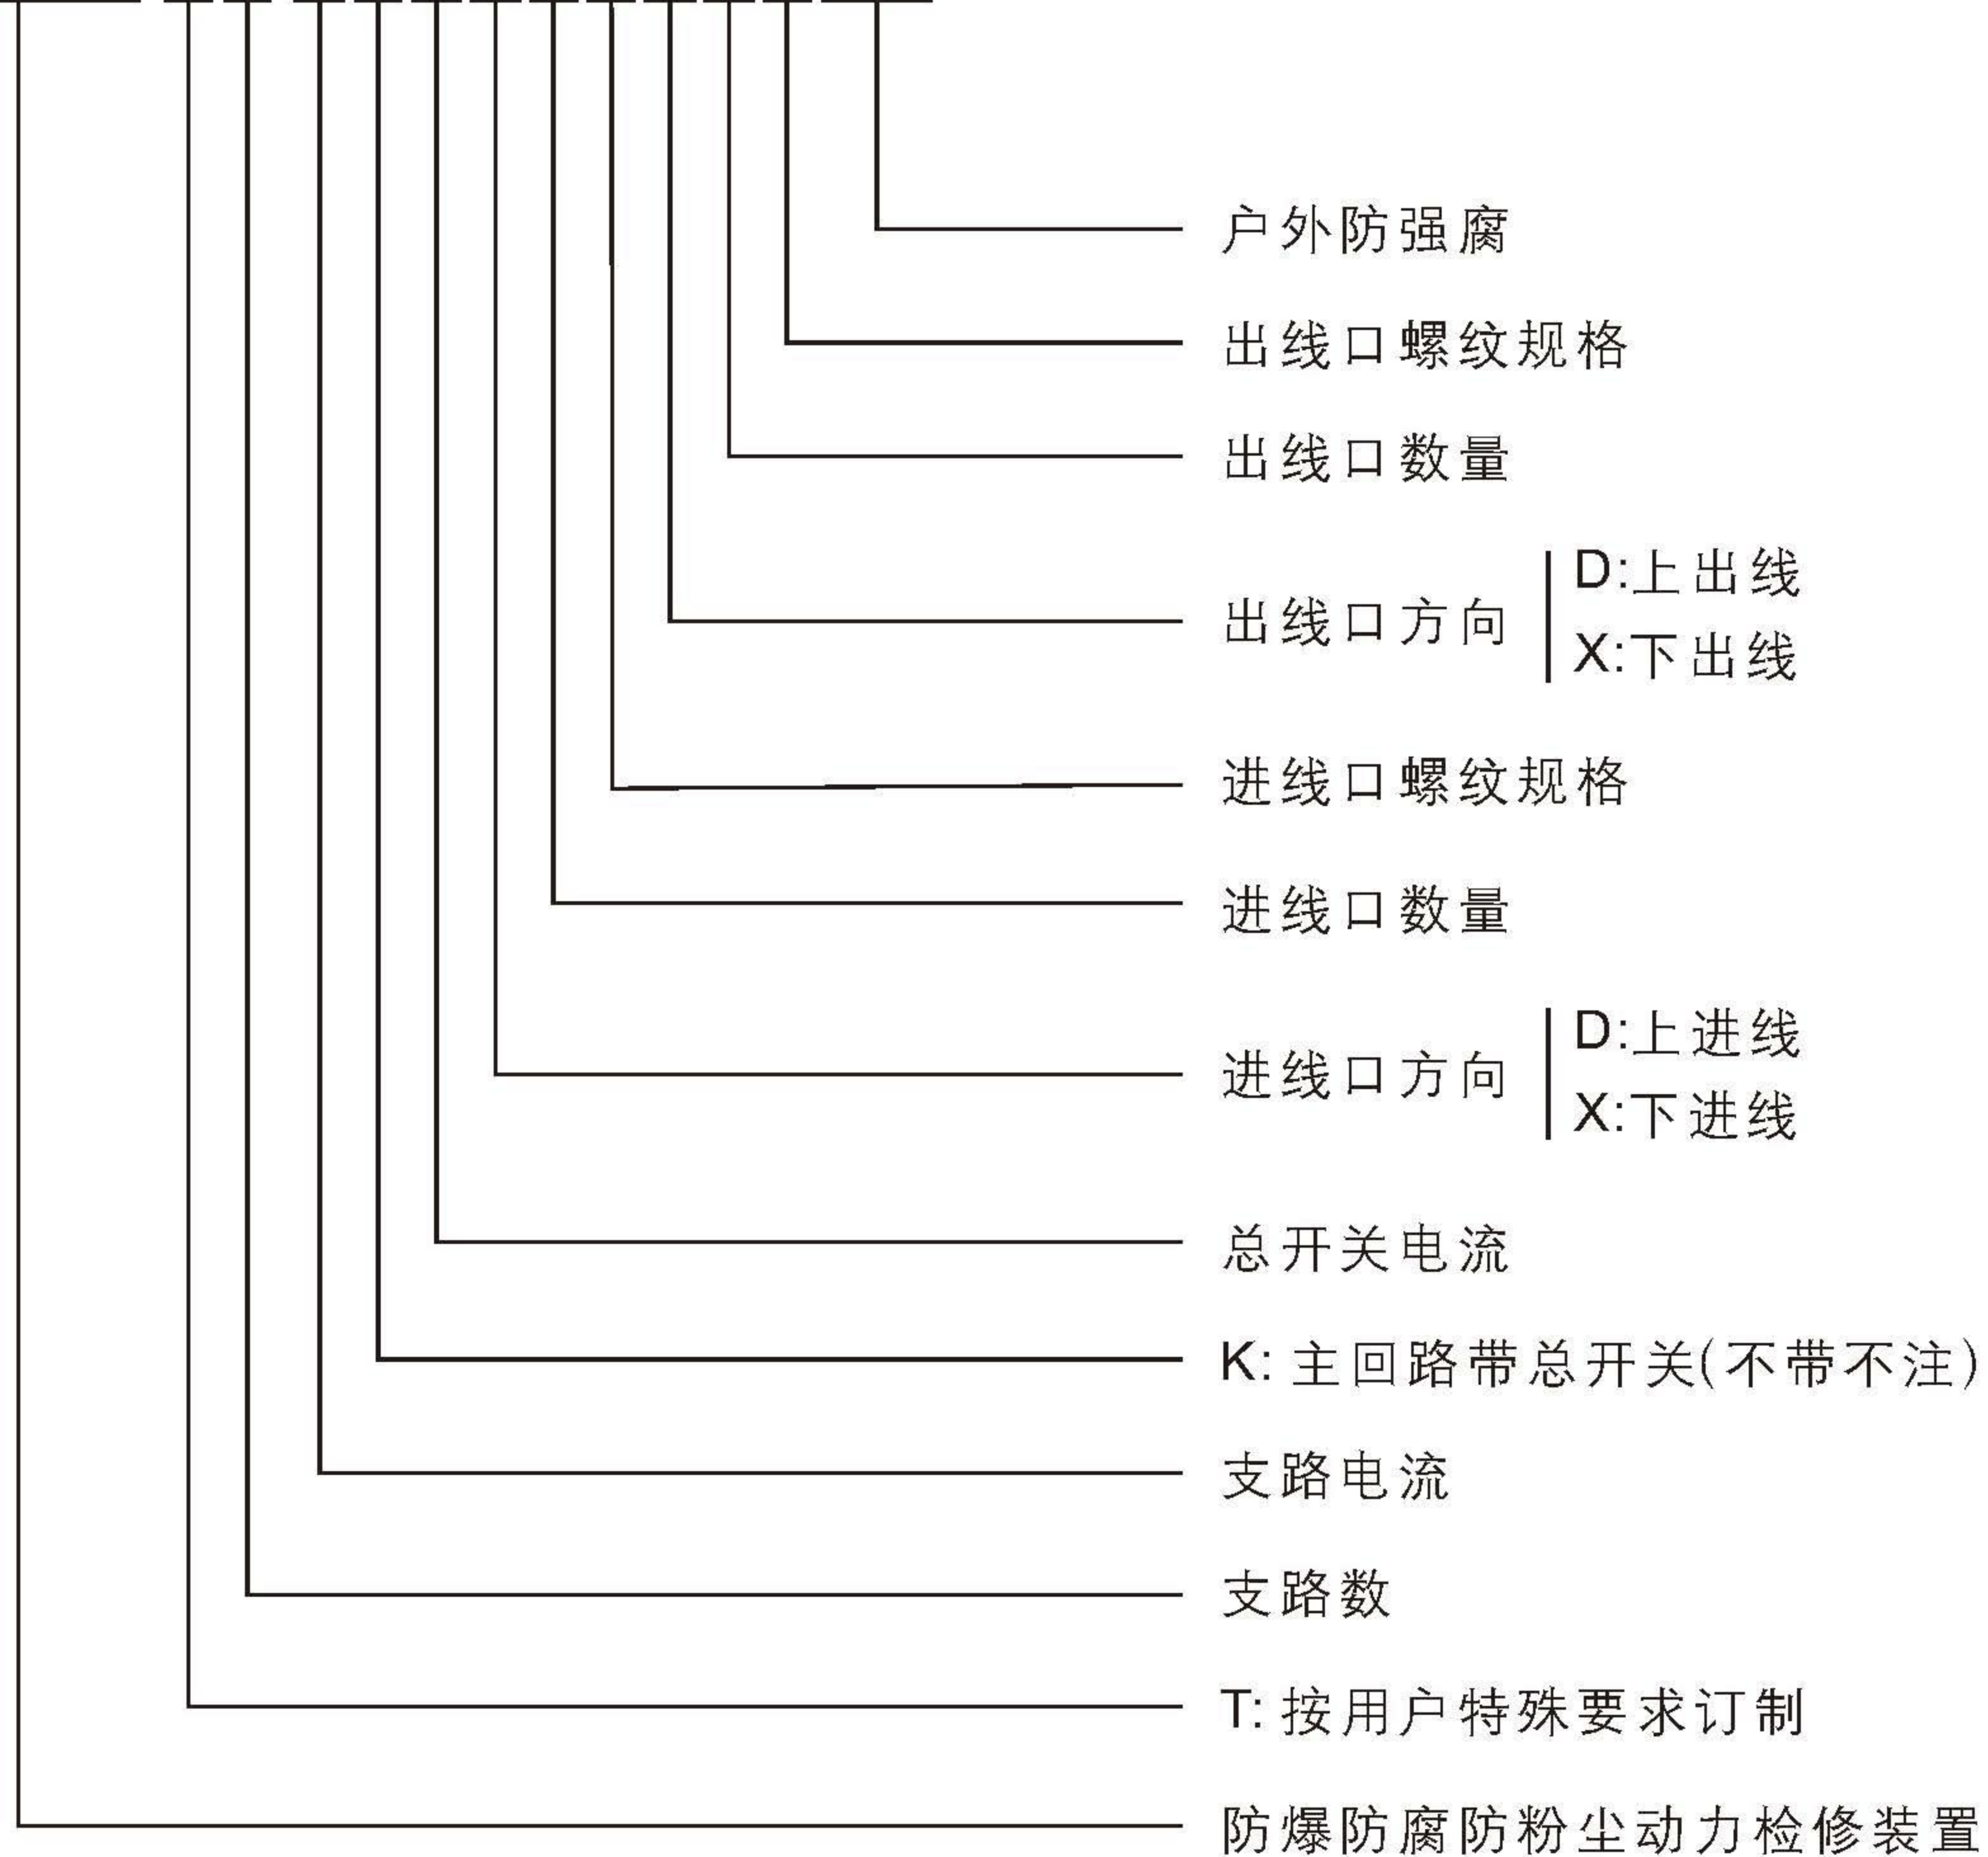 户外防强腐
出线口螺纹规格
出线口数量
出线口方向
D:上出线
X:下出线
进线口螺纹规格
进线口数量
进线口方向
D:上进线
X:下进线
总开关电流
K: 主回路带总开关(不带不注)
支路电流
支路数
T: 按用户特殊要求订制
防爆防腐防粉尘动力检修装置